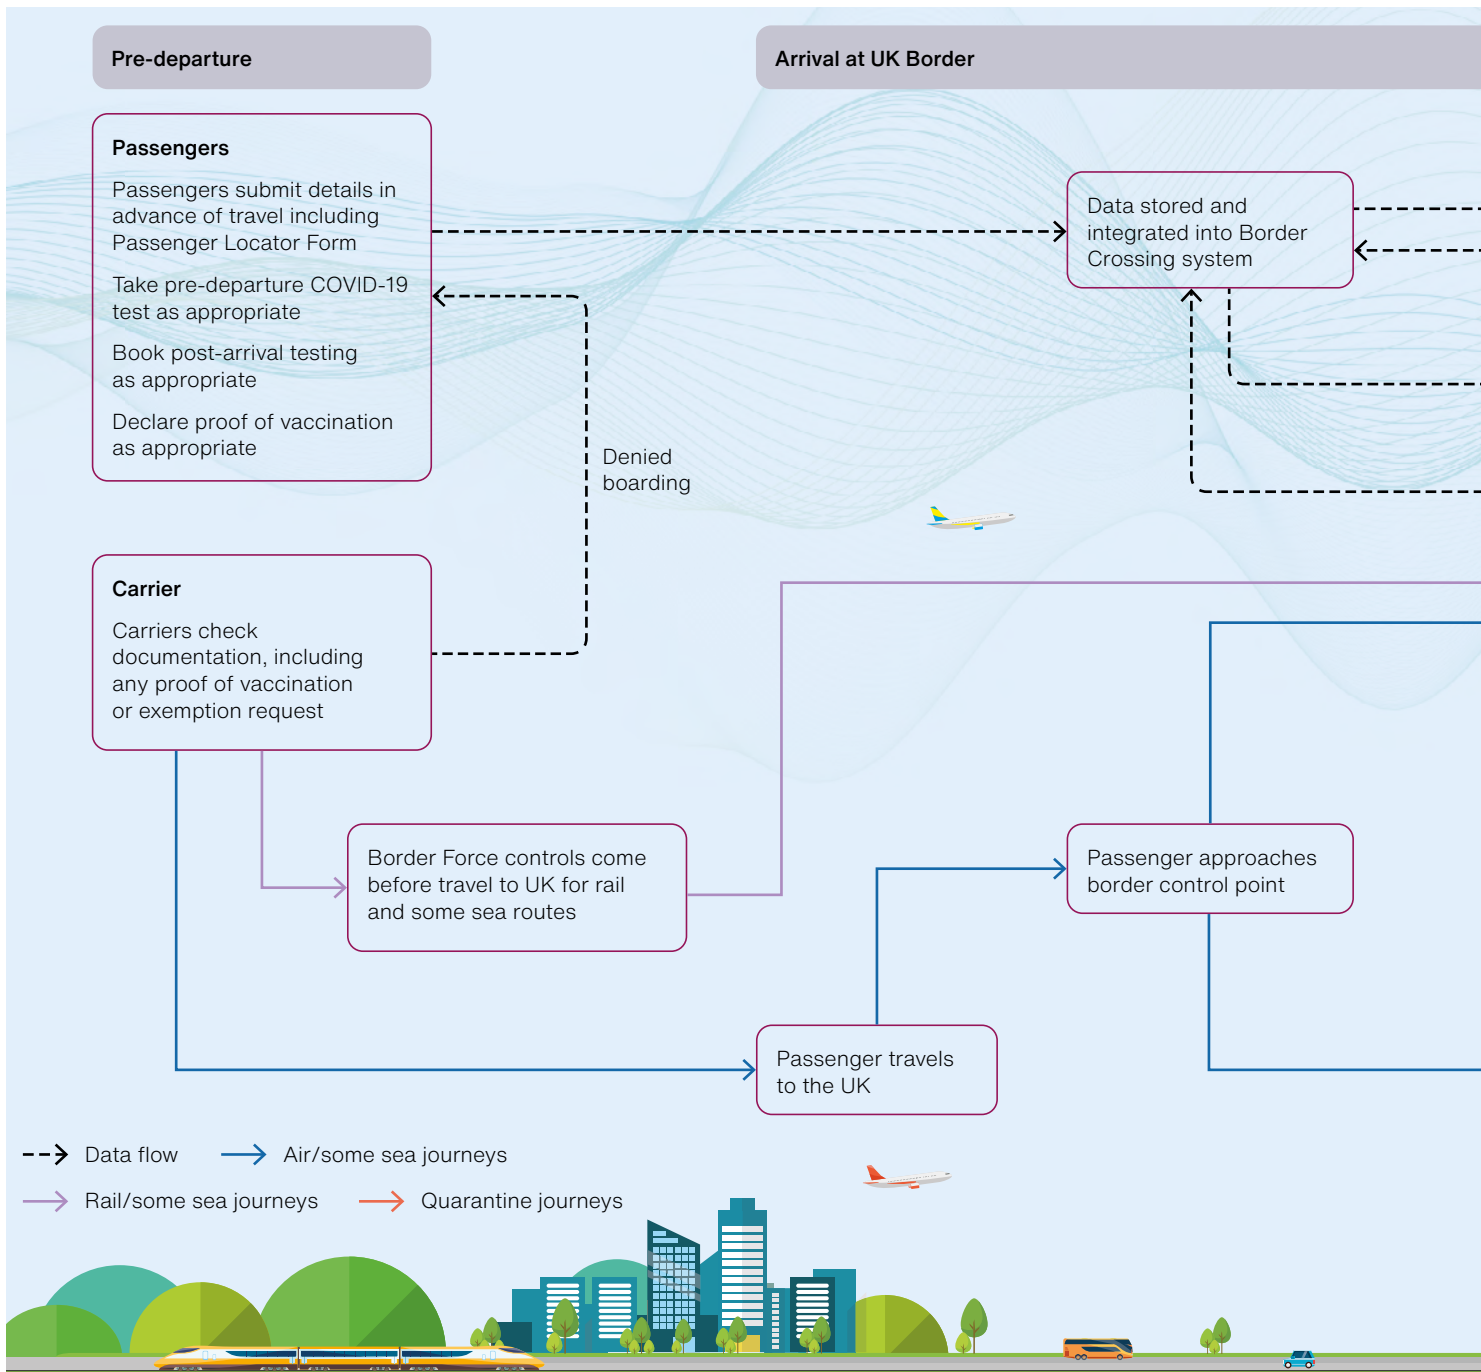 Pre-departure
Arrival at UK Border
Passengers
Passengers submit details in
advance of travel including
Passenger Locator Form
Take pre-departure COVID-19
test as appropriate
Book post-arrival testing
as appropriate
Declare proof of vaccination
as appropriate
Data stored and
integrated into Border
Crossing system
Denied
boarding
Carrier
Carriers check
documentation, including
any proof of vaccination
or exemption request
Border Force controls come
before travel to UK for rail
and some sea routes
Passenger approaches
border control point
Passenger travels
to the UK
Data flow
Air/some sea journeys
Rail/some sea journeys
Quarantine journeys